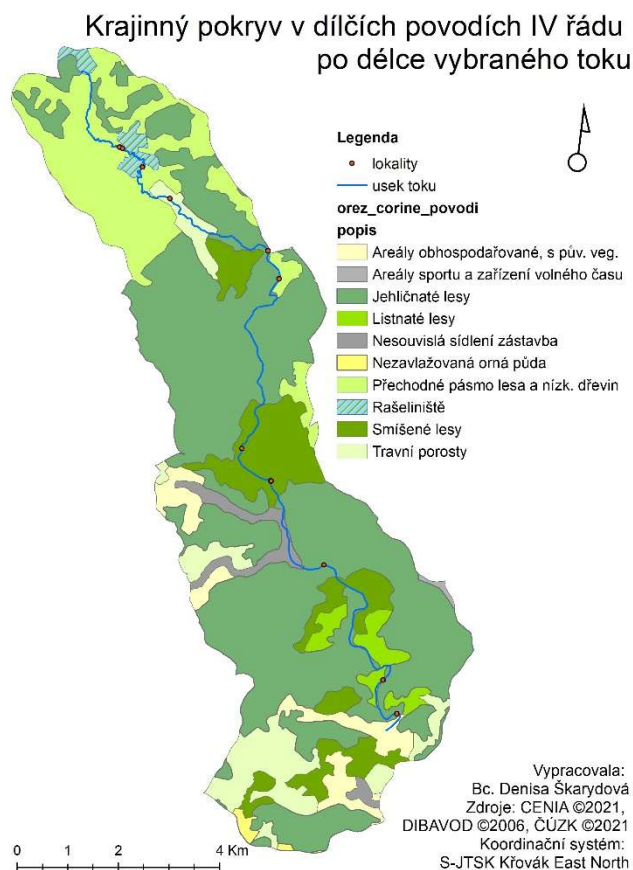 Krajinný pokryv v dílčích povodích IV řádu
po délce vybraného toku
Legenda
lokality
usek toku
orez_corine_povodi
popis
Areály obhospodařované, s pův. veg.
Areály sportu a zařízení volného času
Jehličnaté lesy
Listnaté lesy
Nesouvislá sídlení zástavba
Nezavlažovaná orná půda
Přechodné pásmo lesa a nízk. dřevin
Rašeliniště
Smíšené lesy
Travní porosty
Vypracovala:
Bc. Denisa Škarydová
Zdroje: CENIA ©2021,
DIBAVOD ©2006, ČÚZK ©2021
Koordinační systém:
S-JTSK Křovák East North
0 1 2 4 Km